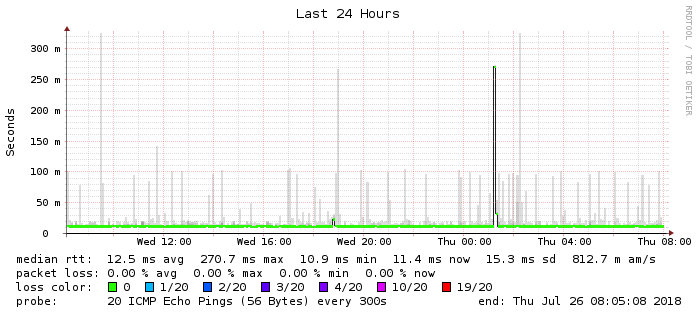 Last 24 Hours
RRDTOOL / TOBI OETIKER
Seconds
300 m
250 m
200 m
150 m
100 m
50 m
0
Wed 12:00 Wed 16:00 Wed 20:00 Thu 00:00 Thu 04:00 Thu 08:00
median rtt: 12.5 ms avg 270.7 ms max 10.9 ms min 11.4 ms now 15.3 ms sd 812.7 m am/s
packet loss: 0.00 % avg 0.00 % max 0.00 % min 0.00 % now
loss color: 0 1/20 2/20 3/20 4/20 10/20 19/20
probe: 20 ICMP Echo Pings (56 Bytes) every 300s end: Thu Jul 26 08:05:08 2018